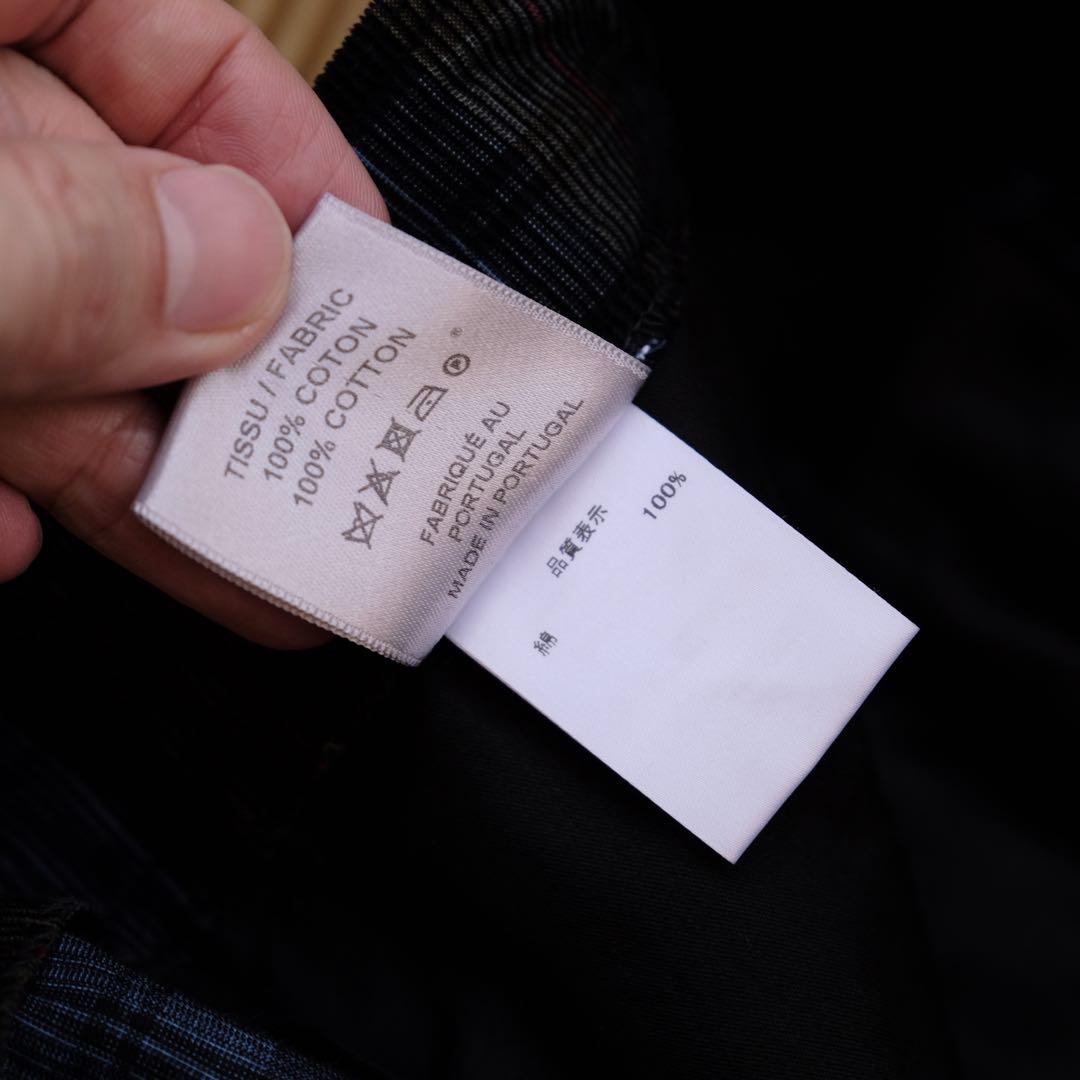 TISSU / FABRIC
100% COTON
100% COTTON
FABRIQUÉ AU
PORTUGAL
MADE IN PORTUGAL
品質表示
綿 100%